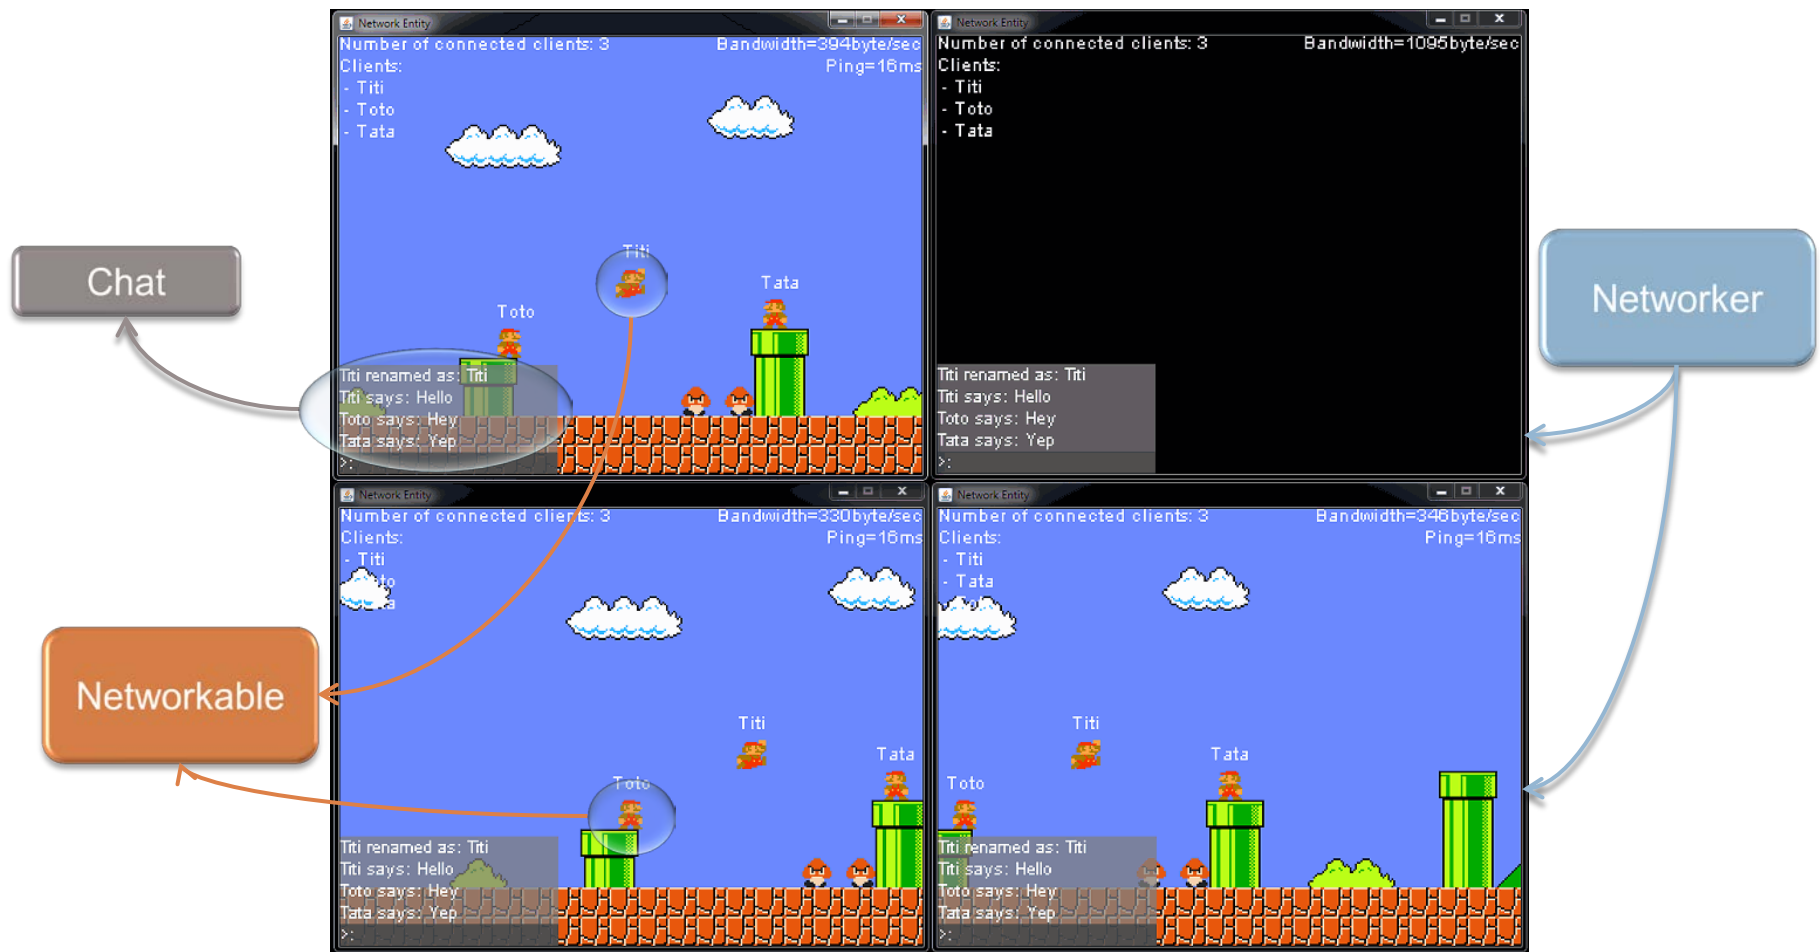 Network Entity
Number of connected clients: 3
Bandwidth=394byte/sec
Clients:
Ping=16ms
- Titi
- Toto
- Tata
Titi
Tata
Toto
Titi renamed as: Titi
Titi says: Hello
Toto says: Hey
Tata says: Yep
>:
Network Entity
Number of connected clients: 3
Bandwidth=1095byte/sec
Clients:
- Titi
- Toto
- Tata
Titi renamed as: Titi
Titi says: Hello
Toto says: Hey
Tata says: Yep
>:
Chat
Networker
Networkable
Network Entity
Number of connected clients: 3
Bandwidth=330byte/sec
Clients:
Ping=16ms
- Titi
Titi
Tata
Toto
Titi renamed as: Titi
Titi says: Hello
Toto says: Hey
Tata says: Yep
>:
Network Entity
Number of connected clients: 3
Bandwidth=346byte/sec
Clients:
Ping=16ms
- Titi
- Tata
Titi
Tata
Toto
Titi renamed as: Titi
Titi says: Hello
Toto says: Hey
Tata says: Yep
>: